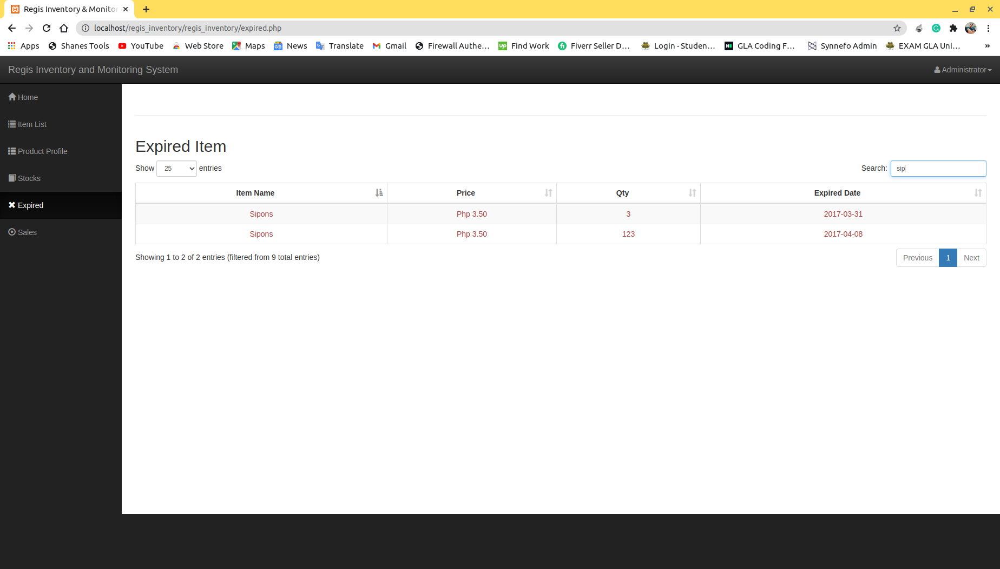 Regis Inventory & Monitor
localhost/regis_inventory/regis_inventory/expired.php
Apps Shanes Tools YouTube Web Store Maps News Translate Gmail Firewall Authe... Find Work Fiverr Seller D... Login - Studen... GLA Coding F... Synnefo Admin EXAM GLA Uni... »
Regis Inventory and Monitoring System Administrator
Home
Item List
Product Profile
Stocks
Expired
Sales
Expired Item
Show 25 entries Search: sip
Item Name Price Qty Expired Date
Sipons Php 3.50 3 2017-03-31
Sipons Php 3.50 123 2017-04-08
Showing 1 to 2 of 2 entries (filtered from 9 total entries) Previous 1 Next